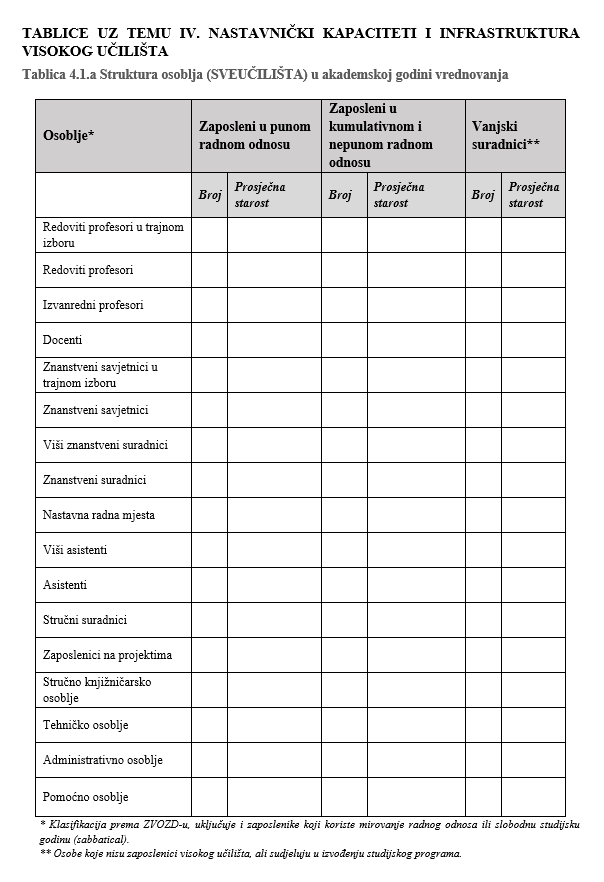 TABLICE UZ TEMU IV. NASTAVNIČKI KAPACITETI I INFRASTRUKTURA
VISOKOG UČILIŠTA
Tablica 4.1.a Struktura osoblja (SVEUČILIŠTA) u akademskoj godini vrednovanja
Osoblje*
Zaposleni u punom
radnom odnosu
Zaposleni u
kumulativnom i
nepunom radnom
odnosu
Vanjski
suradnici**
Broj
Prosječna
starost
Broj
Prosječna
starost
Broj
Prosječna
starost
Redoviti profesori u trajnom
izboru
Redoviti profesori
Izvanredni profesori
Docenti
Znanstveni savjetnici u
trajnom izboru
Znanstveni savjetnici
Viši znanstveni suradnici
Znanstveni suradnici
Nastavna radna mjesta
Viši asistenti
Asistenti
Stručni suradnici
Zaposlenici na projektima
Stručno knjižničarsko
osoblje
Tehničko osoblje
Administrativno osoblje
Pomoćno osoblje
* Klasifikacija prema ZVOZD-u, uključuje i zaposlenike koji koriste mirovanje radnog odnosa ili slobodnu studijsku
godinu (sabbatical).
** Osobe koje nisu zaposlenici visokog učilišta, ali sudjeluju u izvođenju studijskog programa.